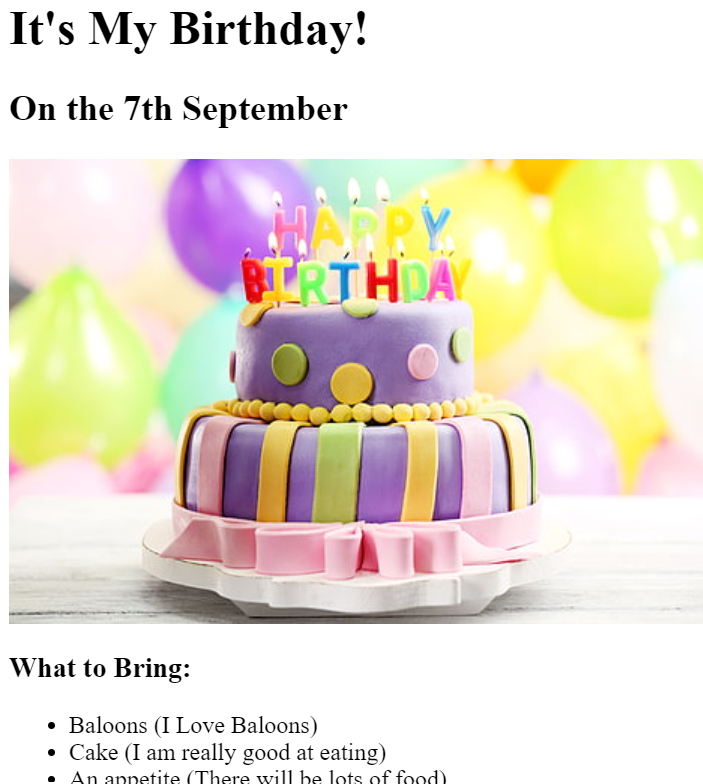 It's My Birthday!
On the 7th September
HAPPY
BIRTHDAY
What to Bring:
Baloons (I Love Baloons)
Cake (I am really good at eating)
An appetite (There will be lots of food)